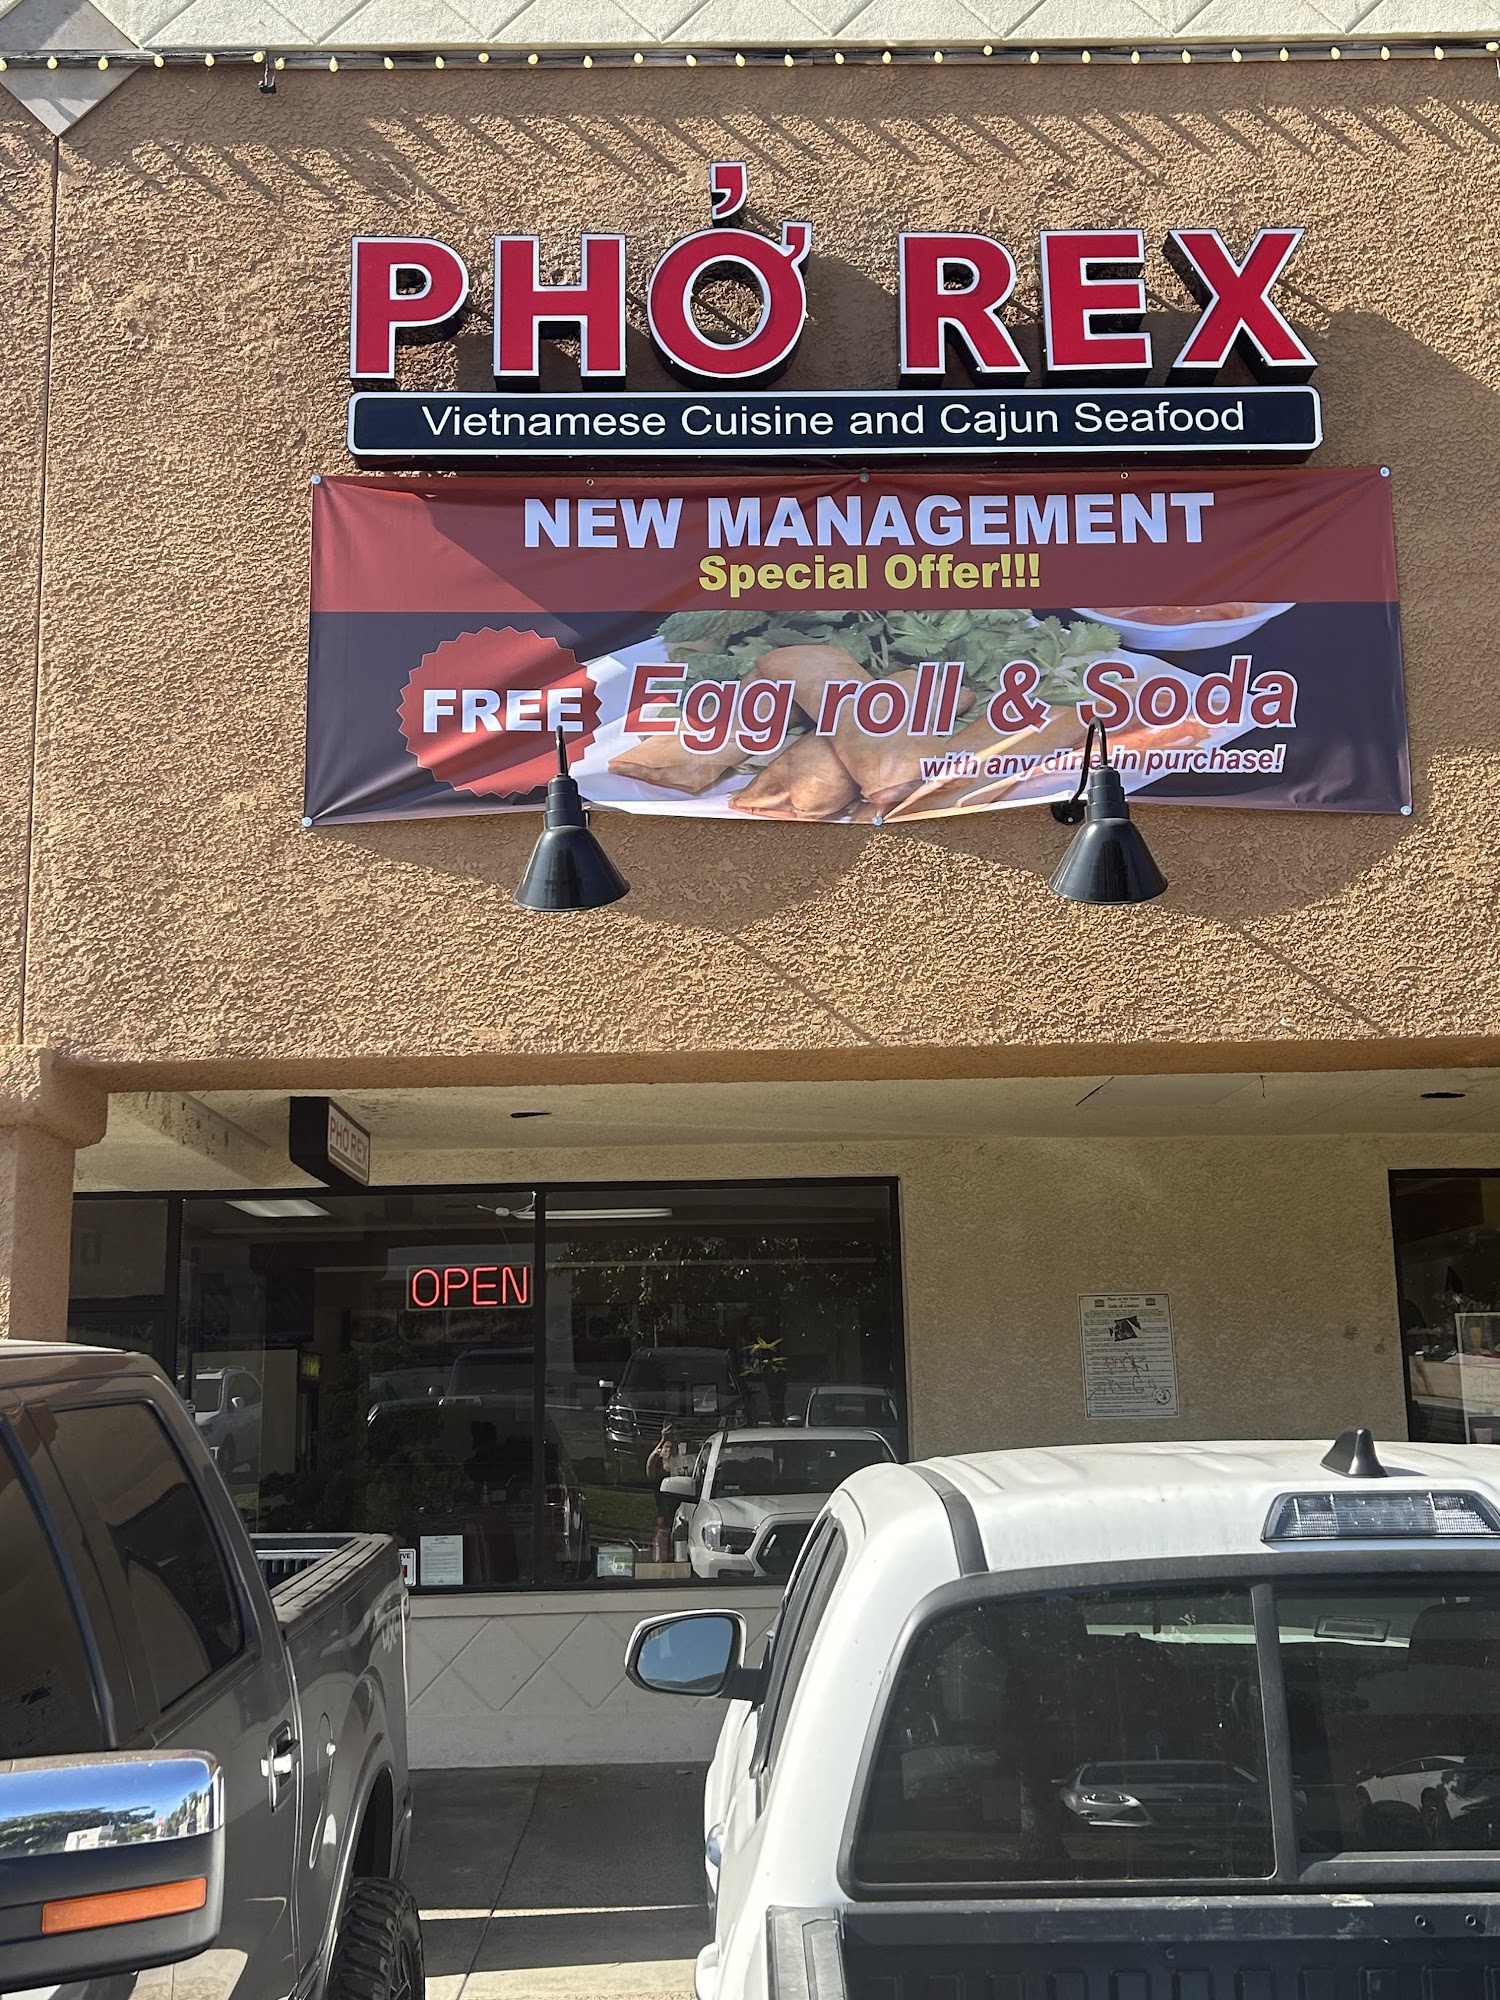 PHỞ REX
Vietnamese Cuisine and Cajun Seafood
NEW MANAGEMENT
Special Offer!!!
FREE Egg roll & Soda
with any dine-in purchase!
PHO REX
OPEN